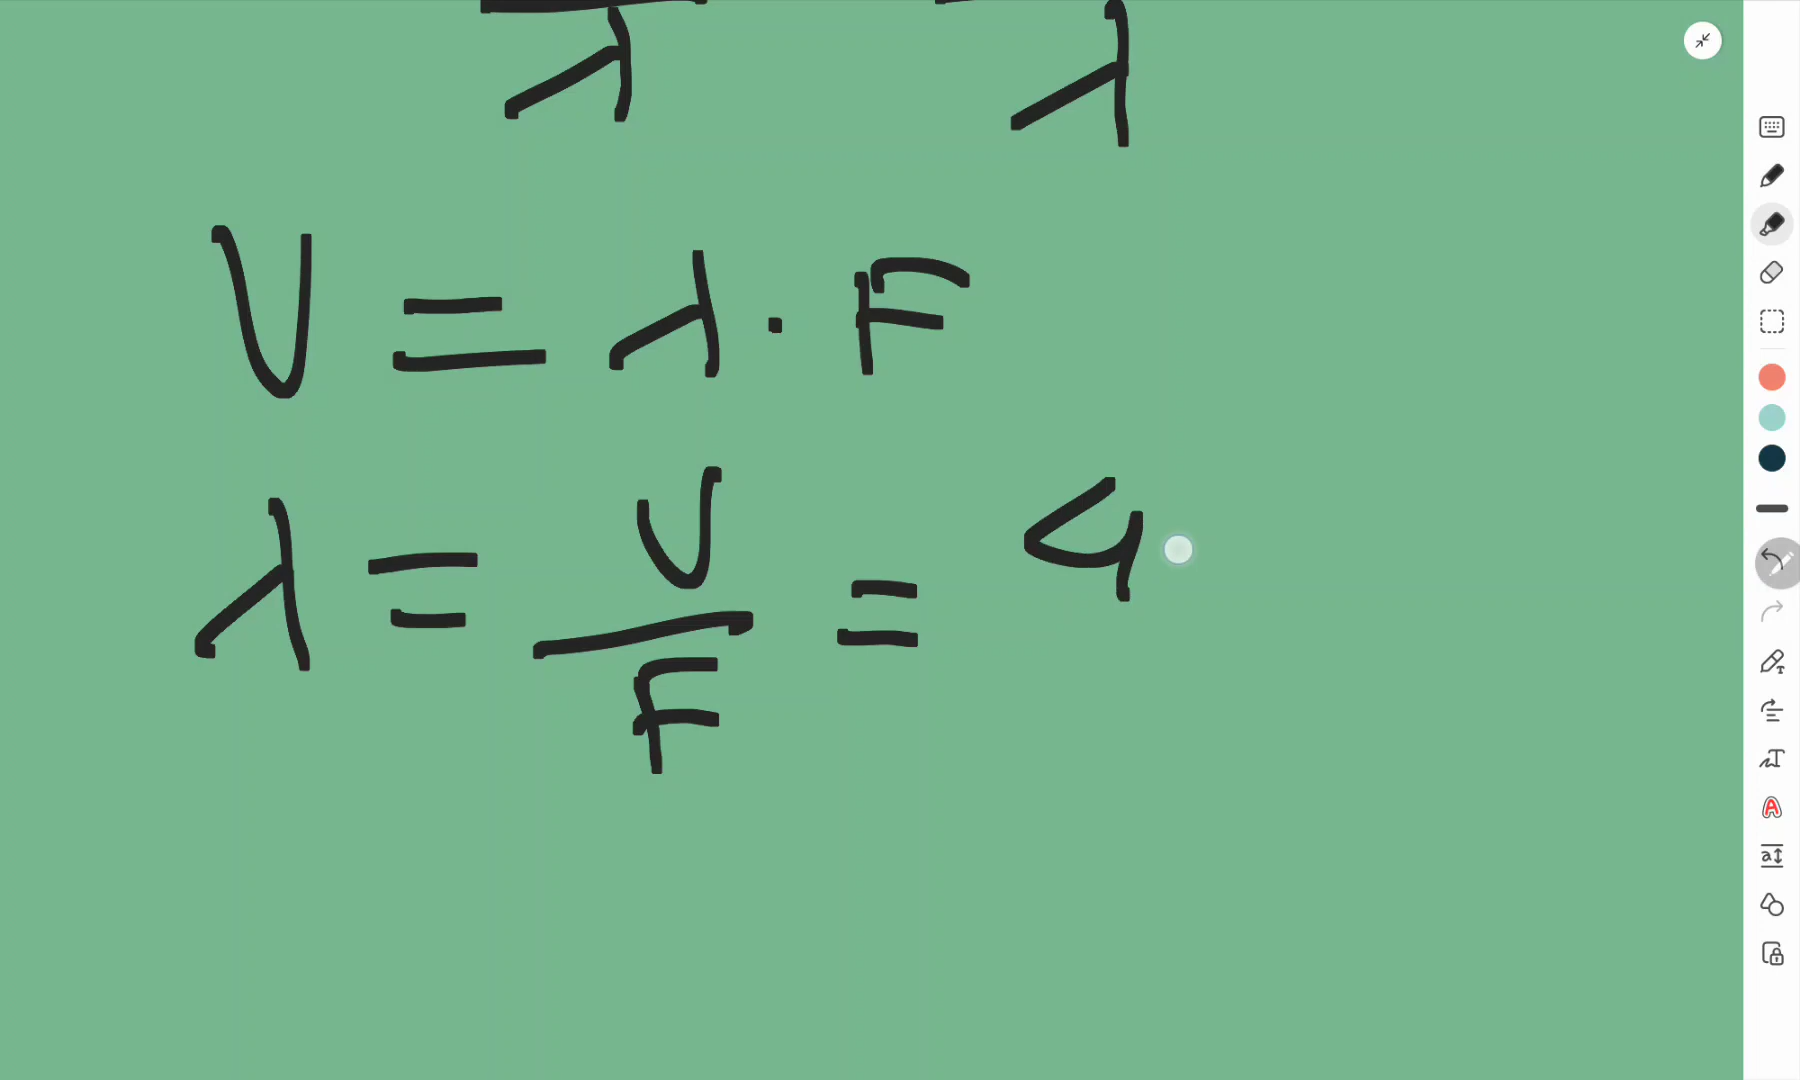 λ λ
V = λ · F
λ = V / F = 4